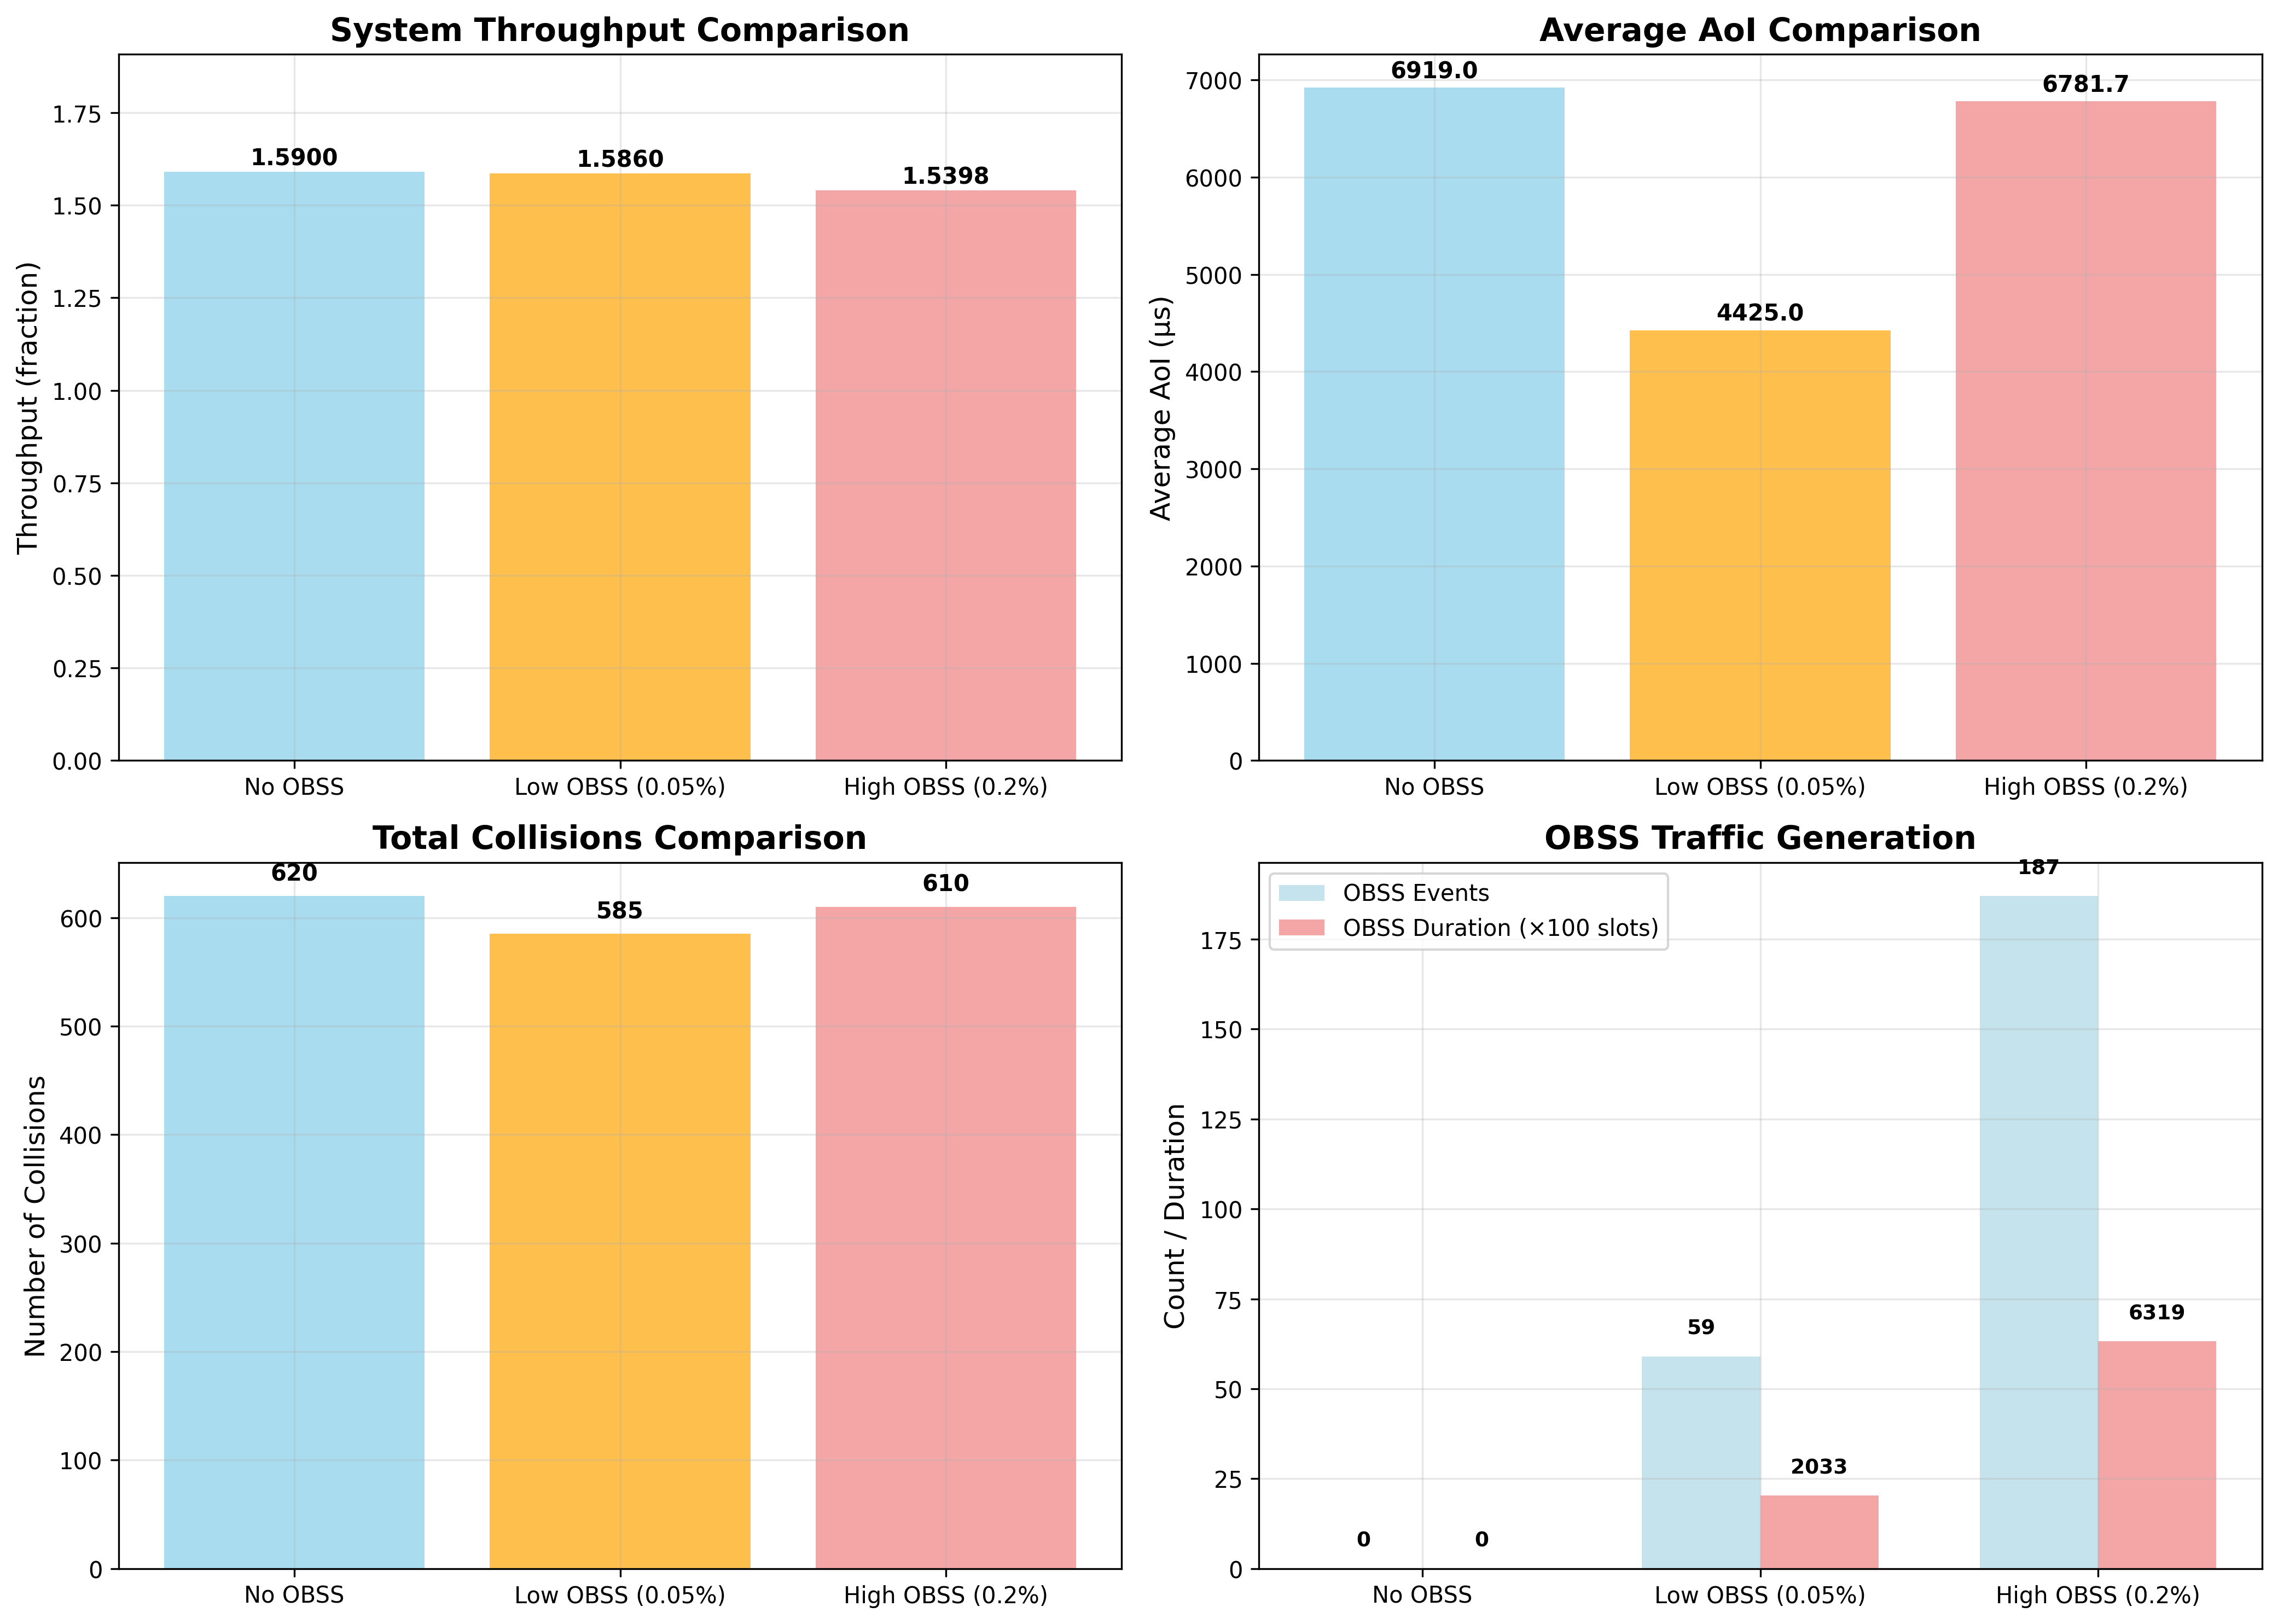 System Throughput Comparison
Throughput (fraction)
1.75
1.50
1.25
1.00
0.75
0.50
0.25
0.00
1.5900
1.5860
1.5398
No OBSS
Low OBSS (0.05%)
High OBSS (0.2%)
Average AoI Comparison
Average AoI (µs)
7000
6000
5000
4000
3000
2000
1000
0
6919.0
4425.0
6781.7
No OBSS
Low OBSS (0.05%)
High OBSS (0.2%)
Total Collisions Comparison
Number of Collisions
600
500
400
300
200
100
0
620
585
610
No OBSS
Low OBSS (0.05%)
High OBSS (0.2%)
OBSS Traffic Generation
Count / Duration
175
150
125
100
75
50
25
0
OBSS Events
OBSS Duration (×100 slots)
0
0
59
2033
187
6319
No OBSS
Low OBSS (0.05%)
High OBSS (0.2%)